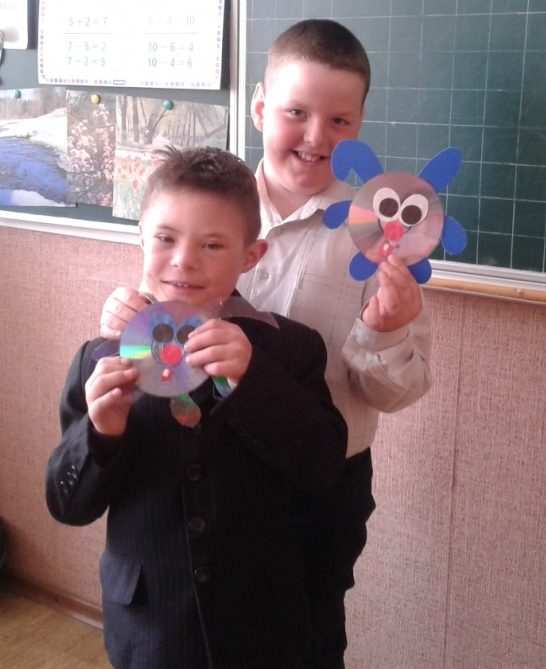 5 + 2 = 7 6 + 4 = 10
7 − 5 = 2 10 − 6 = 4
7 − 2 = 5 10 − 4 = 6